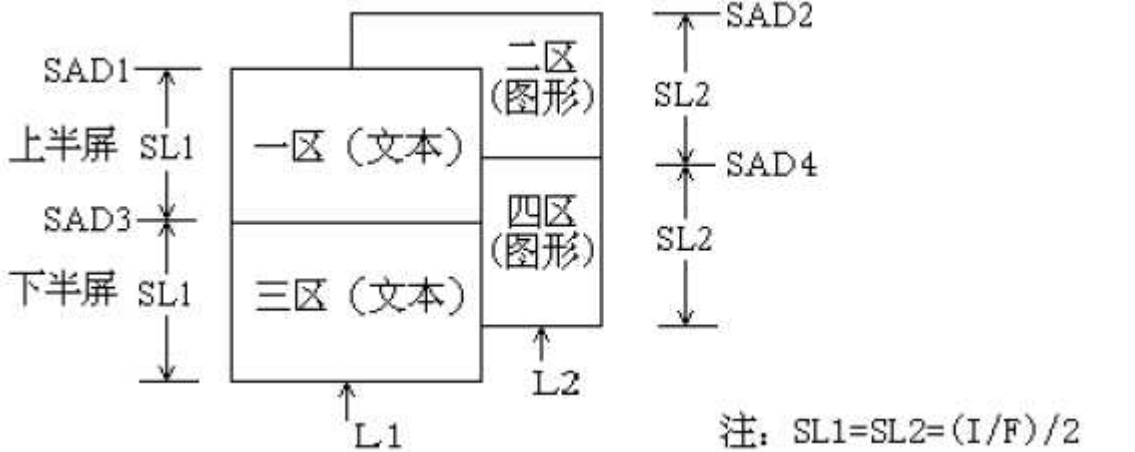 SAD2
二区
SAD1
(图形)
SL2
上半屏 SL1
一区 (文本)
SAD4
SAD3
四区
(图形)
SL2
下半屏 SL1
三区 (文本)
L2
L1
注: SL1=SL2=(I/F)/2